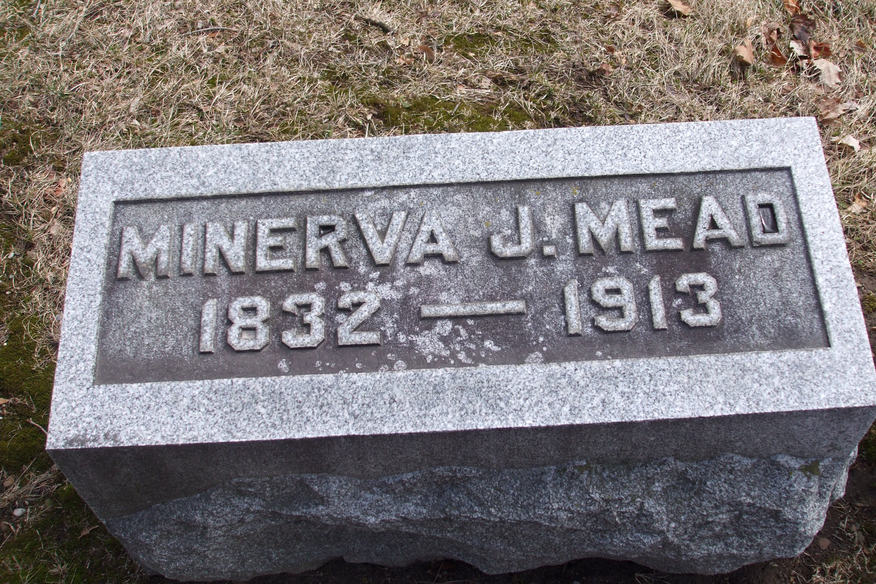 MINERVA J. MEAD
1832 — 1913